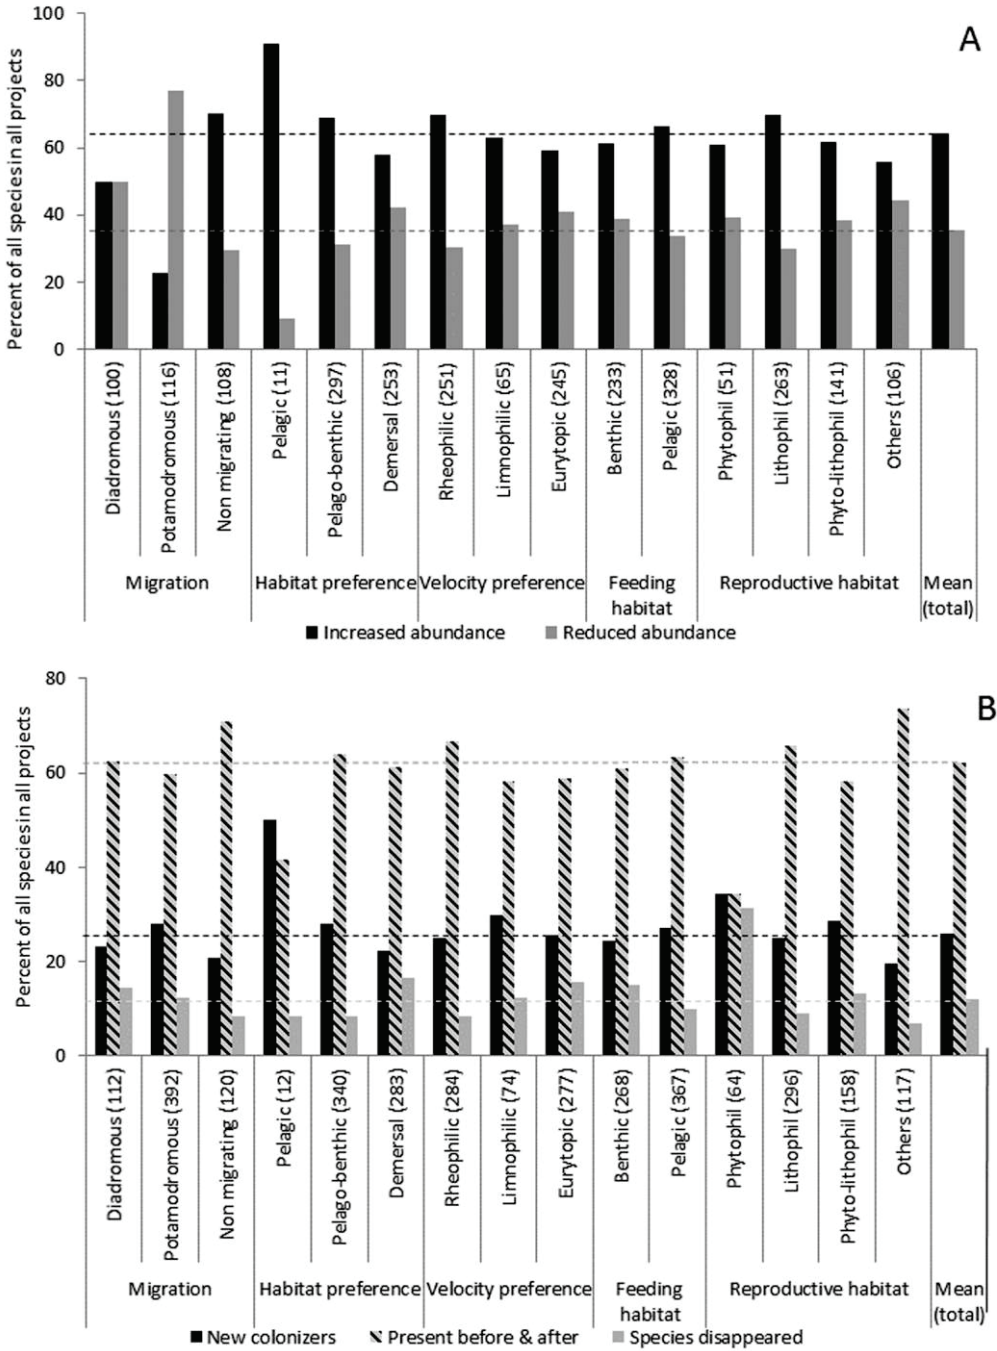 A
Percent of all species in all projects
100
80
60
40
20
0
Diadromous (100)
Potamodromous (116)
Non migrating (108)
Pelagic (11)
Pelago-benthic (297)
Demersal (253)
Rheophilic (251)
Limnophilic (65)
Eurytopic (245)
Benthic (233)
Pelagic (328)
Phytophil (51)
Lithophil (263)
Phyto-lithophil (141)
Others (106)
Migration
Habitat preference
Velocity preference
Feeding
habitat
Reproductive habitat
Mean
(total)
Increased abundance
Reduced abundance
B
Percent of all species in all projects
80
60
40
20
0
Diadromous (112)
Potamodromous (392)
Non migrating (120)
Pelagic (12)
Pelago-benthic (340)
Demersal (283)
Rheophilic (284)
Limnophilic (74)
Eurytopic (277)
Benthic (268)
Pelagic (367)
Phytophil (64)
Lithophil (296)
Phyto-lithophil (158)
Others (117)
Migration
Habitat preference
Velocity preference
Feeding
habitat
Reproductive habitat
Mean
(total)
New colonizers
Present before & after
Species disappeared